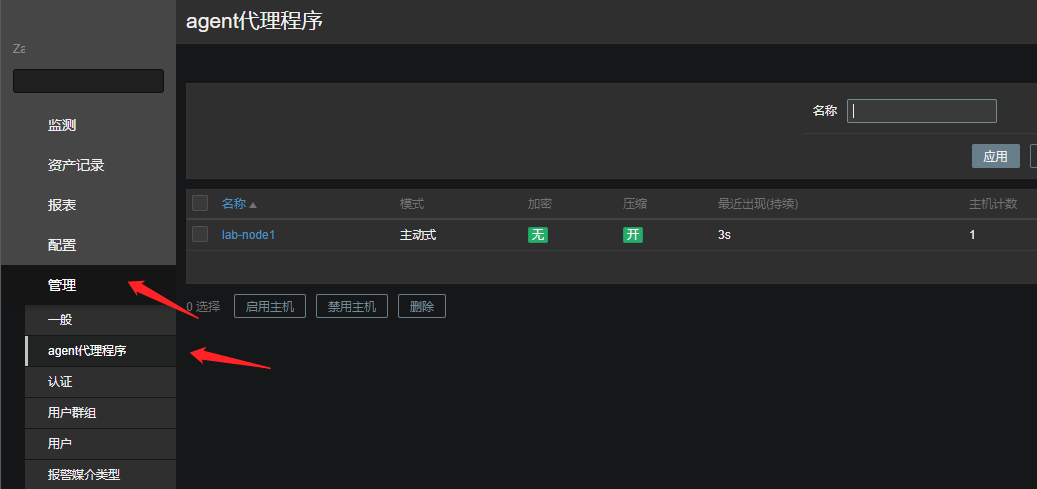 agent代理程序
Za
监测
资产记录
报表
配置
管理
一般
agent代理程序
认证
用户群组
用户
报警媒介类型
名称
应用
名称 模式 加密 压缩 最近出现(持续) 主机计数
lab-node1 主动式 无 开 3s 1
0 选择 启用主机 禁用主机 删除